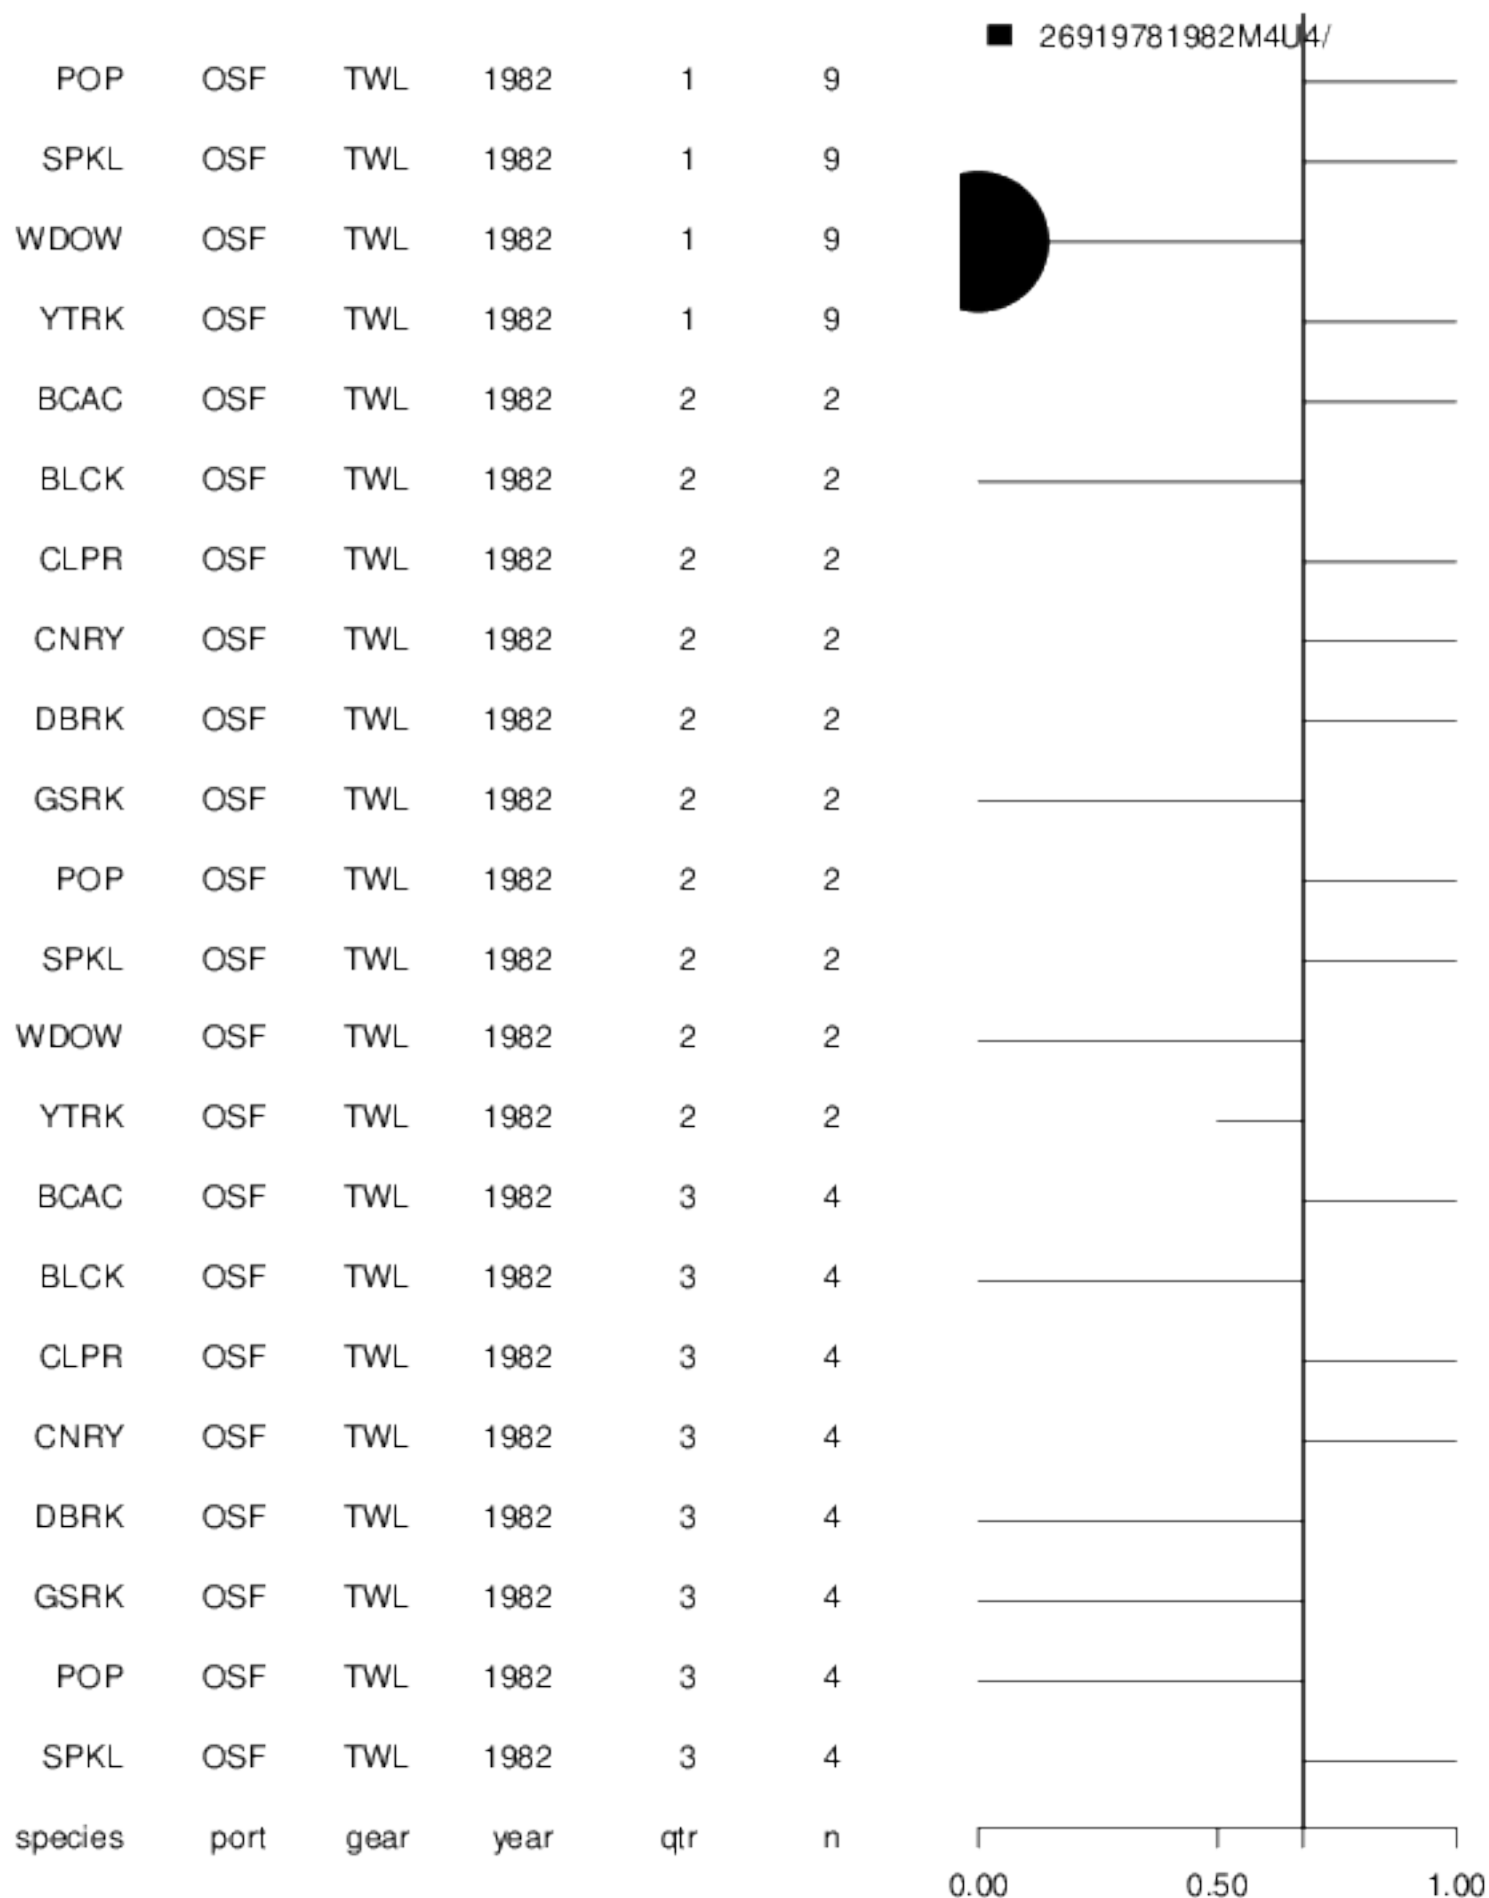 26919781982M4U4/
POP OSF TWL 1982 1 9
SPKL OSF TWL 1982 1 9
WDOW OSF TWL 1982 1 9
YTRK OSF TWL 1982 1 9
BCAC OSF TWL 1982 2 2
BLCK OSF TWL 1982 2 2
CLPR OSF TWL 1982 2 2
CNRY OSF TWL 1982 2 2
DBRK OSF TWL 1982 2 2
GSRK OSF TWL 1982 2 2
POP OSF TWL 1982 2 2
SPKL OSF TWL 1982 2 2
WDOW OSF TWL 1982 2 2
YTRK OSF TWL 1982 2 2
BCAC OSF TWL 1982 3 4
BLCK OSF TWL 1982 3 4
CLPR OSF TWL 1982 3 4
CNRY OSF TWL 1982 3 4
DBRK OSF TWL 1982 3 4
GSRK OSF TWL 1982 3 4
POP OSF TWL 1982 3 4
SPKL OSF TWL 1982 3 4
species port gear year qtr n
0.00 0.50 1.00